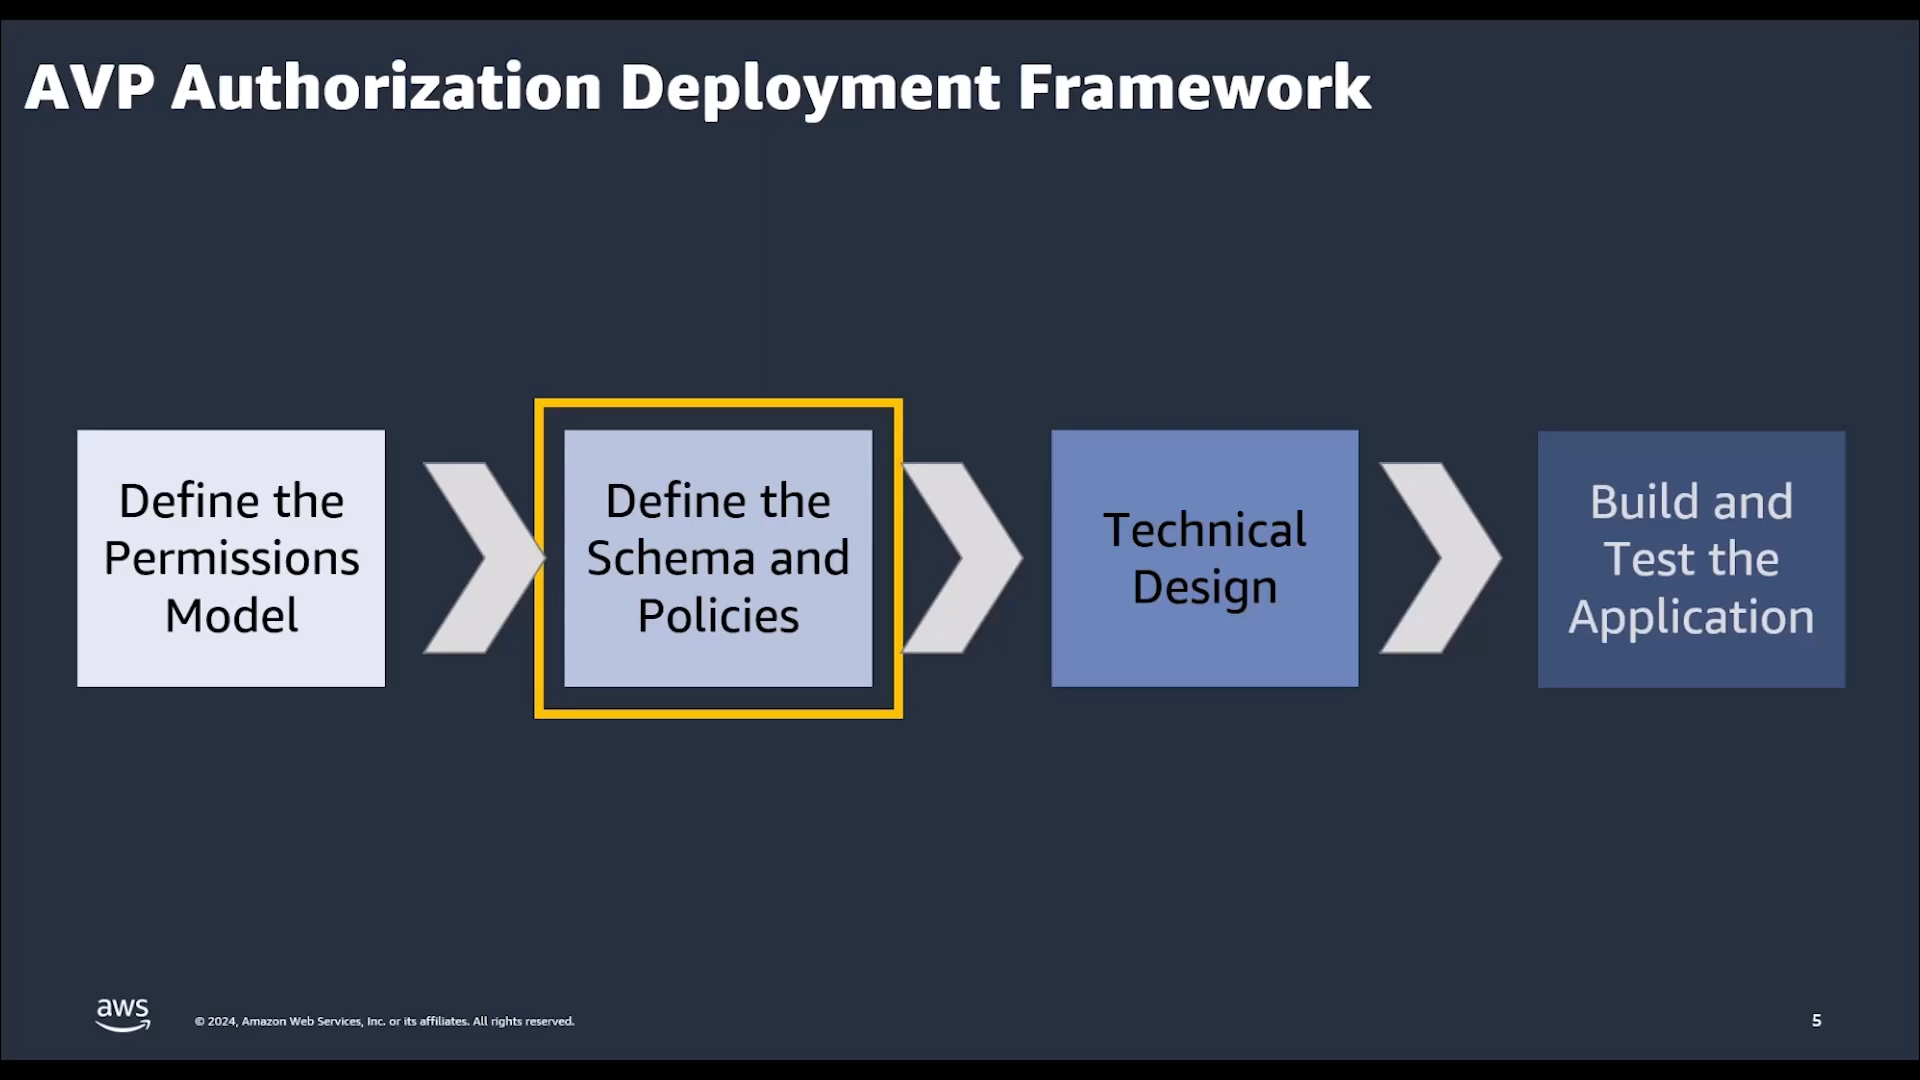 AVP Authorization Deployment Framework
Define the
Permissions
Model
Define the
Schema and
Policies
Technical
Design
Build and
Test the
Application
aws
© 2024, Amazon Web Services, Inc. or its affiliates. All rights reserved.
5